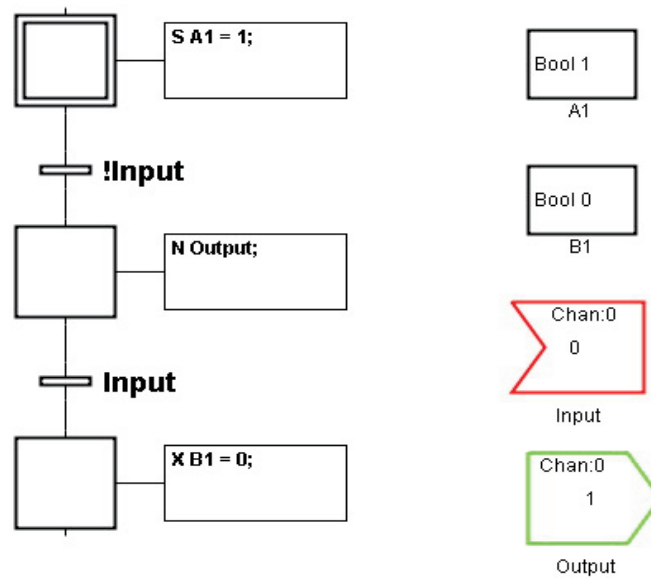 S A1 = 1;
!Input
N Output;
Input
X B1 = 0;
Bool 1
A1
Bool 0
B1
Chan:0
0
Input
Chan:0
1
Output